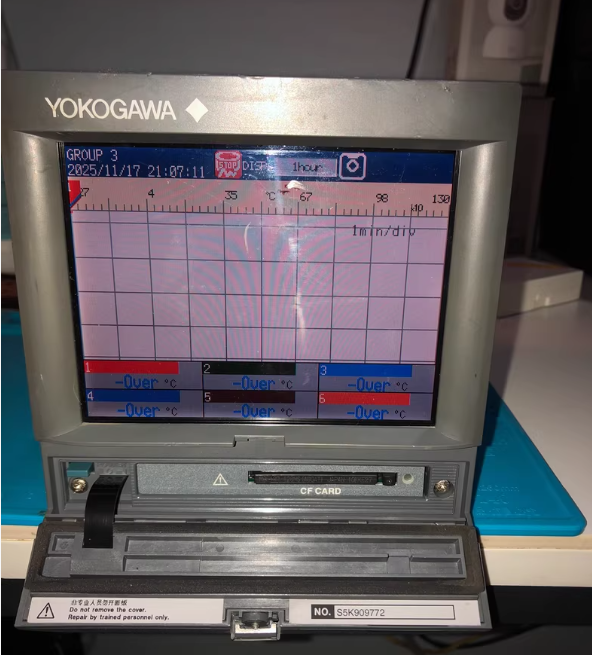 YOKOGAWA
GROUP 3
2025/11/17 21:07:11
STOP
DISP
1hour
4 35 °C 67 98 130
1min/div
1 2 3
-Over °C -Over °C -Over °C
4 5 6
-Over °C -Over °C -Over °C
CF CARD
Do not remove the cover.
Repair by trained personnel only.
NO. S5K909772